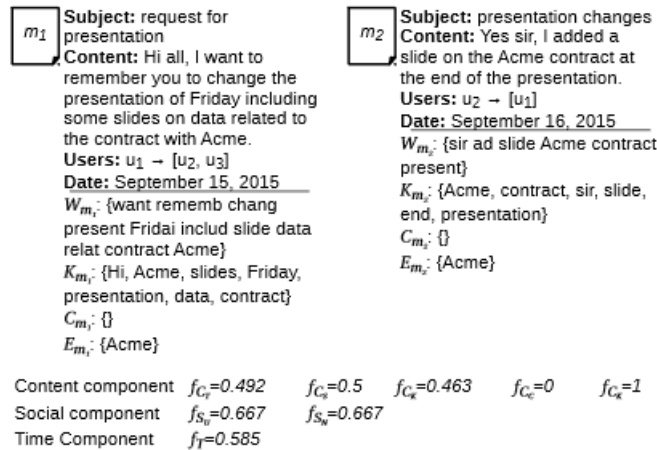 m1
Subject: request for
presentation
Content: Hi all, I want to
remember you to change the
presentation of Friday including
some slides on data related to
the contract with Acme.
Users: u1 → [u2, u3]
Date: September 15, 2015
Wm1: {want rememb chang
present Fridai includ slide data
relat contract Acme}
Km1: {Hi, Acme, slides, Friday,
presentation, data, contract}
Cm1: {}
Em1: {Acme}
m2
Subject: presentation changes
Content: Yes sir, I added a
slide on the Acme contract at
the end of the presentation.
Users: u2 → [u1]
Date: September 16, 2015
Wm2: {sir ad slide Acme contract
present}
Km2: {Acme, contract, sir, slide,
end, presentation}
Cm2: {}
Em2: {Acme}
Content component fCT=0.492 fCS=0.5 fCK=0.463 fCC=0 fCE=1
Social component fSU=0.667 fSN=0.667
Time Component fT=0.585